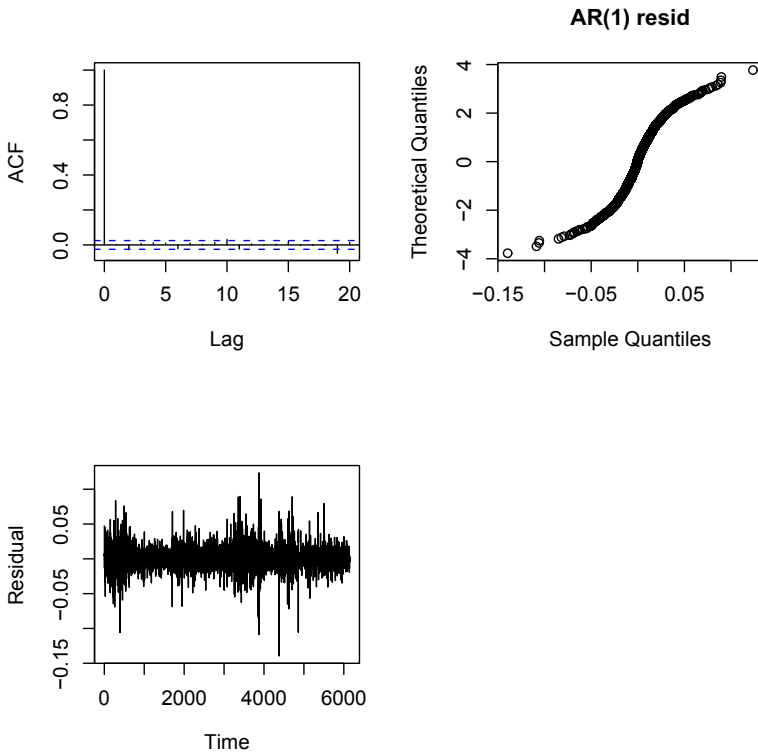 AR(1) resid
ACF
0.0 0.4 0.8
0 5 10 15 20
Lag
Theoretical Quantiles
−4 −2 0 2 4
−0.15 −0.05 0.05
Sample Quantiles
Residual
−0.15 −0.05 0.05
0 2000 4000 6000
Time